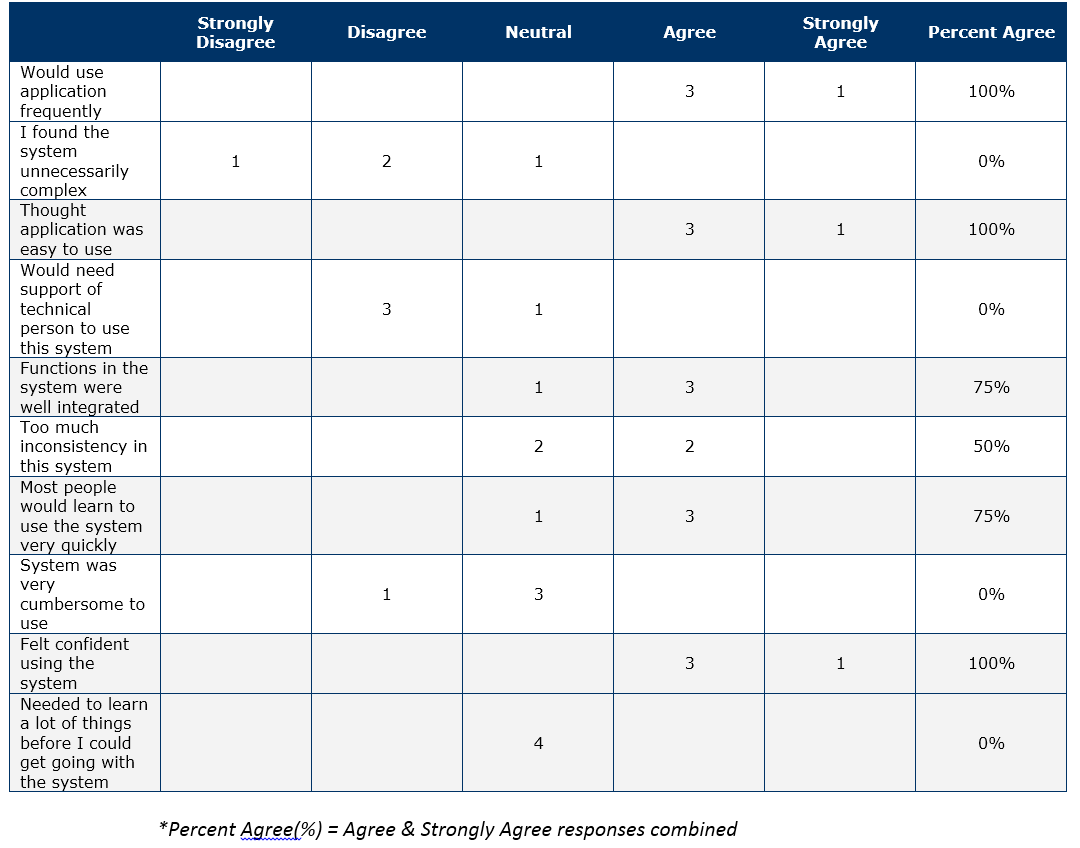 Strongly Disagree Disagree Neutral Agree Strongly Agree Percent Agree
Would use
application
frequently
3 1 100%
I found the
system
unnecessarily
complex
1 2 1 0%
Thought
application was
easy to use
3 1 100%
Would need
support of
technical
person to use
this system
3 1 0%
Functions in the
system were
well integrated
1 3 75%
Too much
inconsistency in
this system
2 2 50%
Most people
would learn to
use the system
very quickly
1 3 75%
System was
very
cumbersome to
use
1 3 0%
Felt confident
using the
system
3 1 100%
Needed to learn
a lot of things
before I could
get going with
the system
4 0%
*Percent Agree(%) = Agree & Strongly Agree responses combined